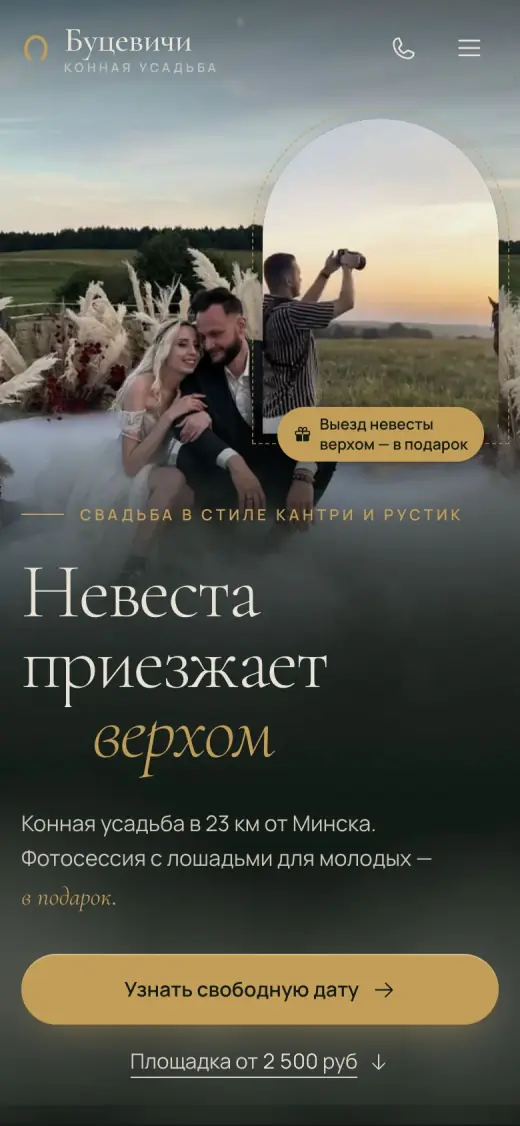 Буцевичи
КОННАЯ УСАДЬБА
Выезд невесты
верхом — в подарок
СВАДЬБА В СТИЛЕ КАНТРИ И РУСТИК
Невеста
приезжает
верхом
Конная усадьба в 23 км от Минска.
Фотосессия с лошадьми для молодых —
в подарок.
Узнать свободную дату →
Площадка от 2 500 руб ↓